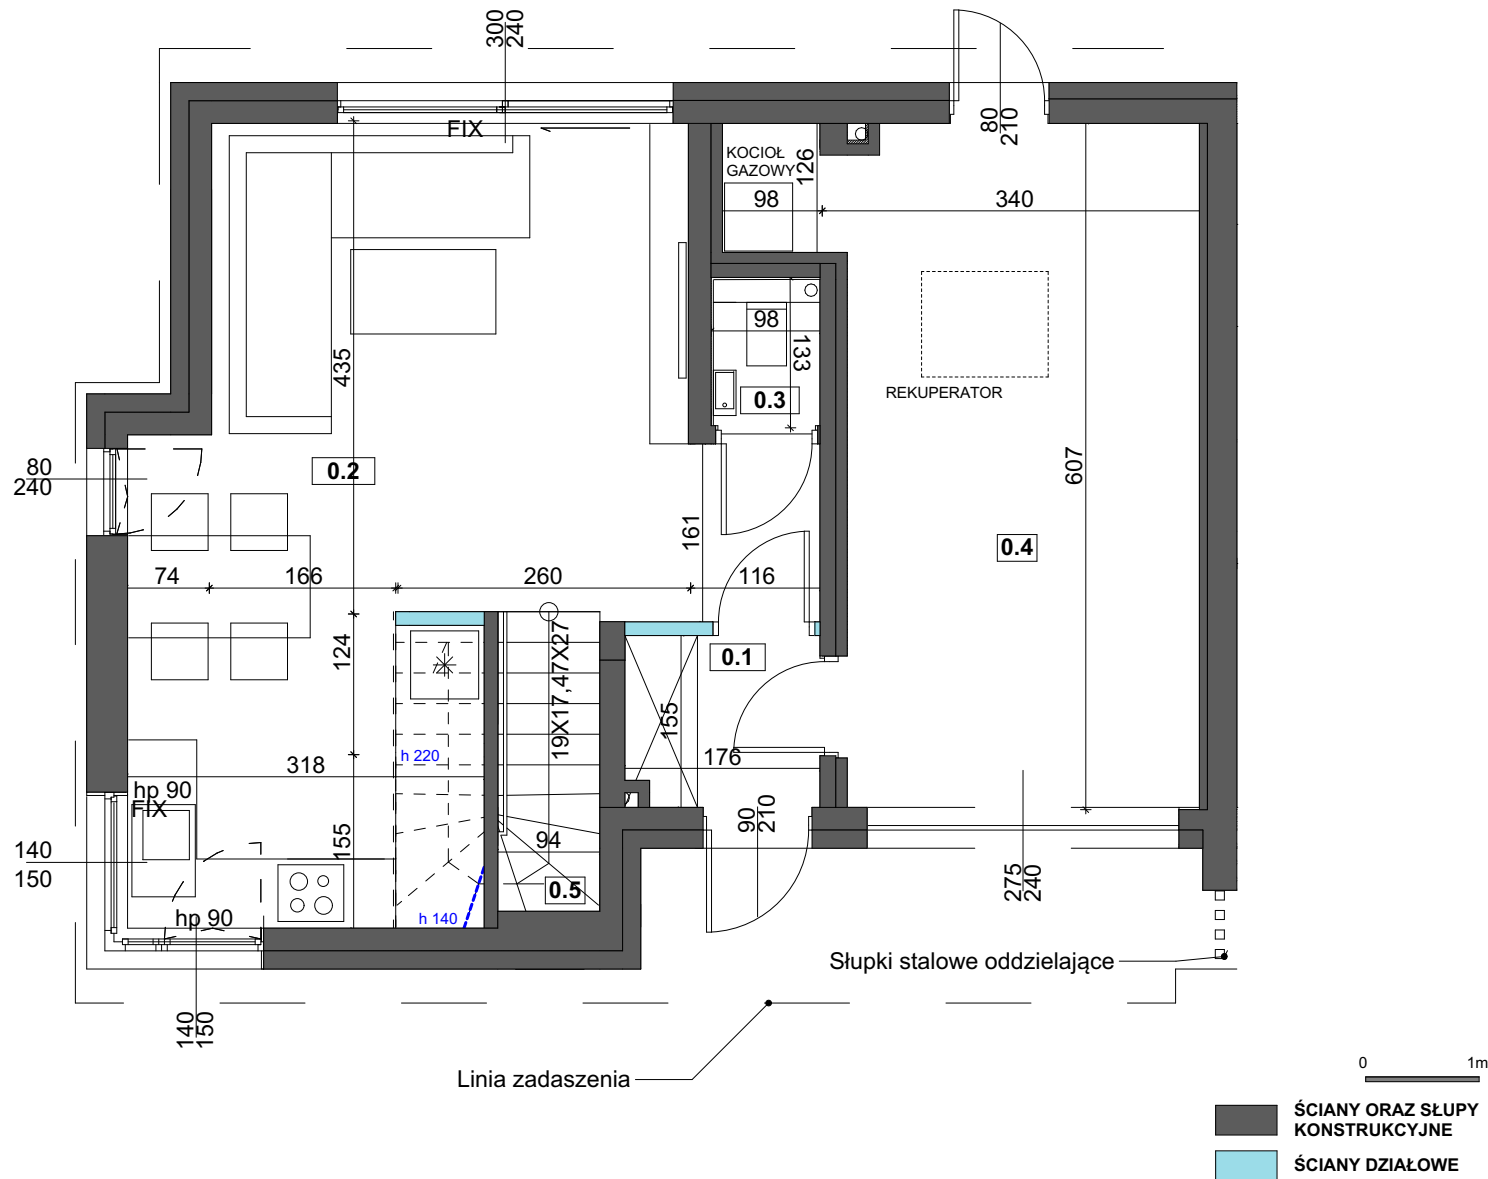 300
240
FIX
80
210
KOCIOŁ
GAZOWY
126
98
340
98
133
435
REKUPERATOR
0.3
0.2
80
240
607
161
0.4
74
166
260
116
124
19X17,47X27
0.1
155
h 220
176
318
hp 90
FIX
90
210
140
150
155
94
0.5
275
240
hp 90
h 140
Słupki stalowe oddzielające
140
150
Linia zadaszenia
0 1m
ŚCIANY ORAZ SŁUPY
KONSTRUKCYJNE
ŚCIANY DZIAŁOWE